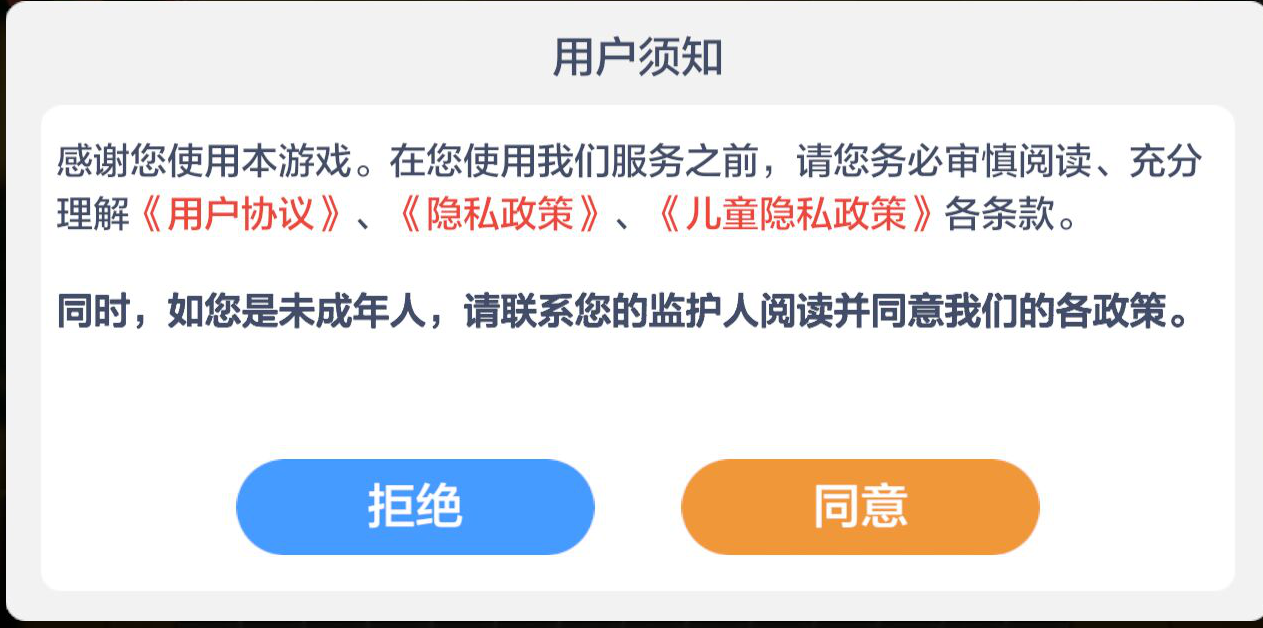 用户须知
感谢您使用本游戏。在您使用我们服务之前，请您务必审慎阅读、充分
理解《用户协议》、《隐私政策》、《儿童隐私政策》各条款。
同时，如您是未成年人，请联系您的监护人阅读并同意我们的各政策。
拒绝
同意